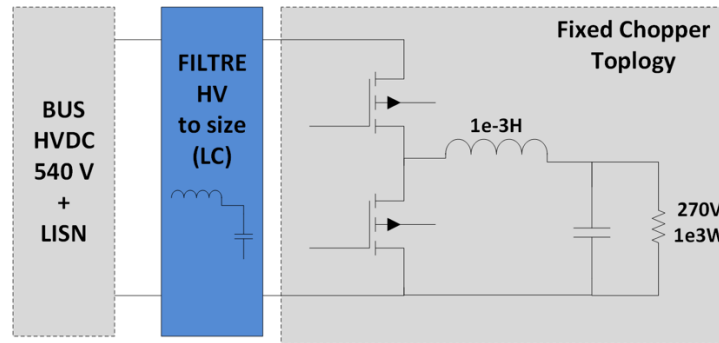 BUS
HVDC
540 V
+
LISN
FILTRE
HV
to size
(LC)
Fixed Chopper
Toplogy
1e-3H
270V
1e3W